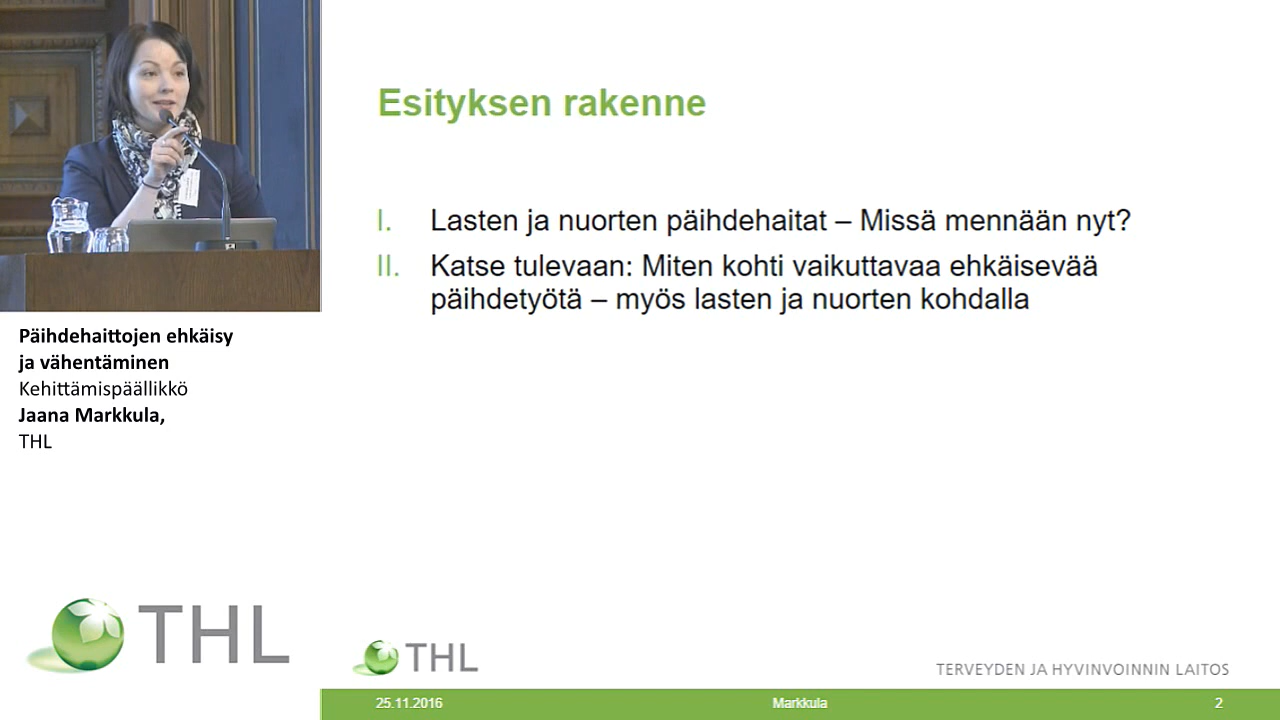 Esityksen rakenne
I. Lasten ja nuorten päihdehaitat – Missä mennään nyt?
II. Katse tulevaan: Miten kohti vaikuttavaa ehkäisevää
päihdetyötä – myös lasten ja nuorten kohdalla
Päihdehaittojen ehkäisy
ja vähentäminen
Kehittämispäällikkö
Jaana Markkula,
THL
THL
THL
TERVEYDEN JA HYVINVOINNIN LAITOS
25.11.2016 Markkula 2